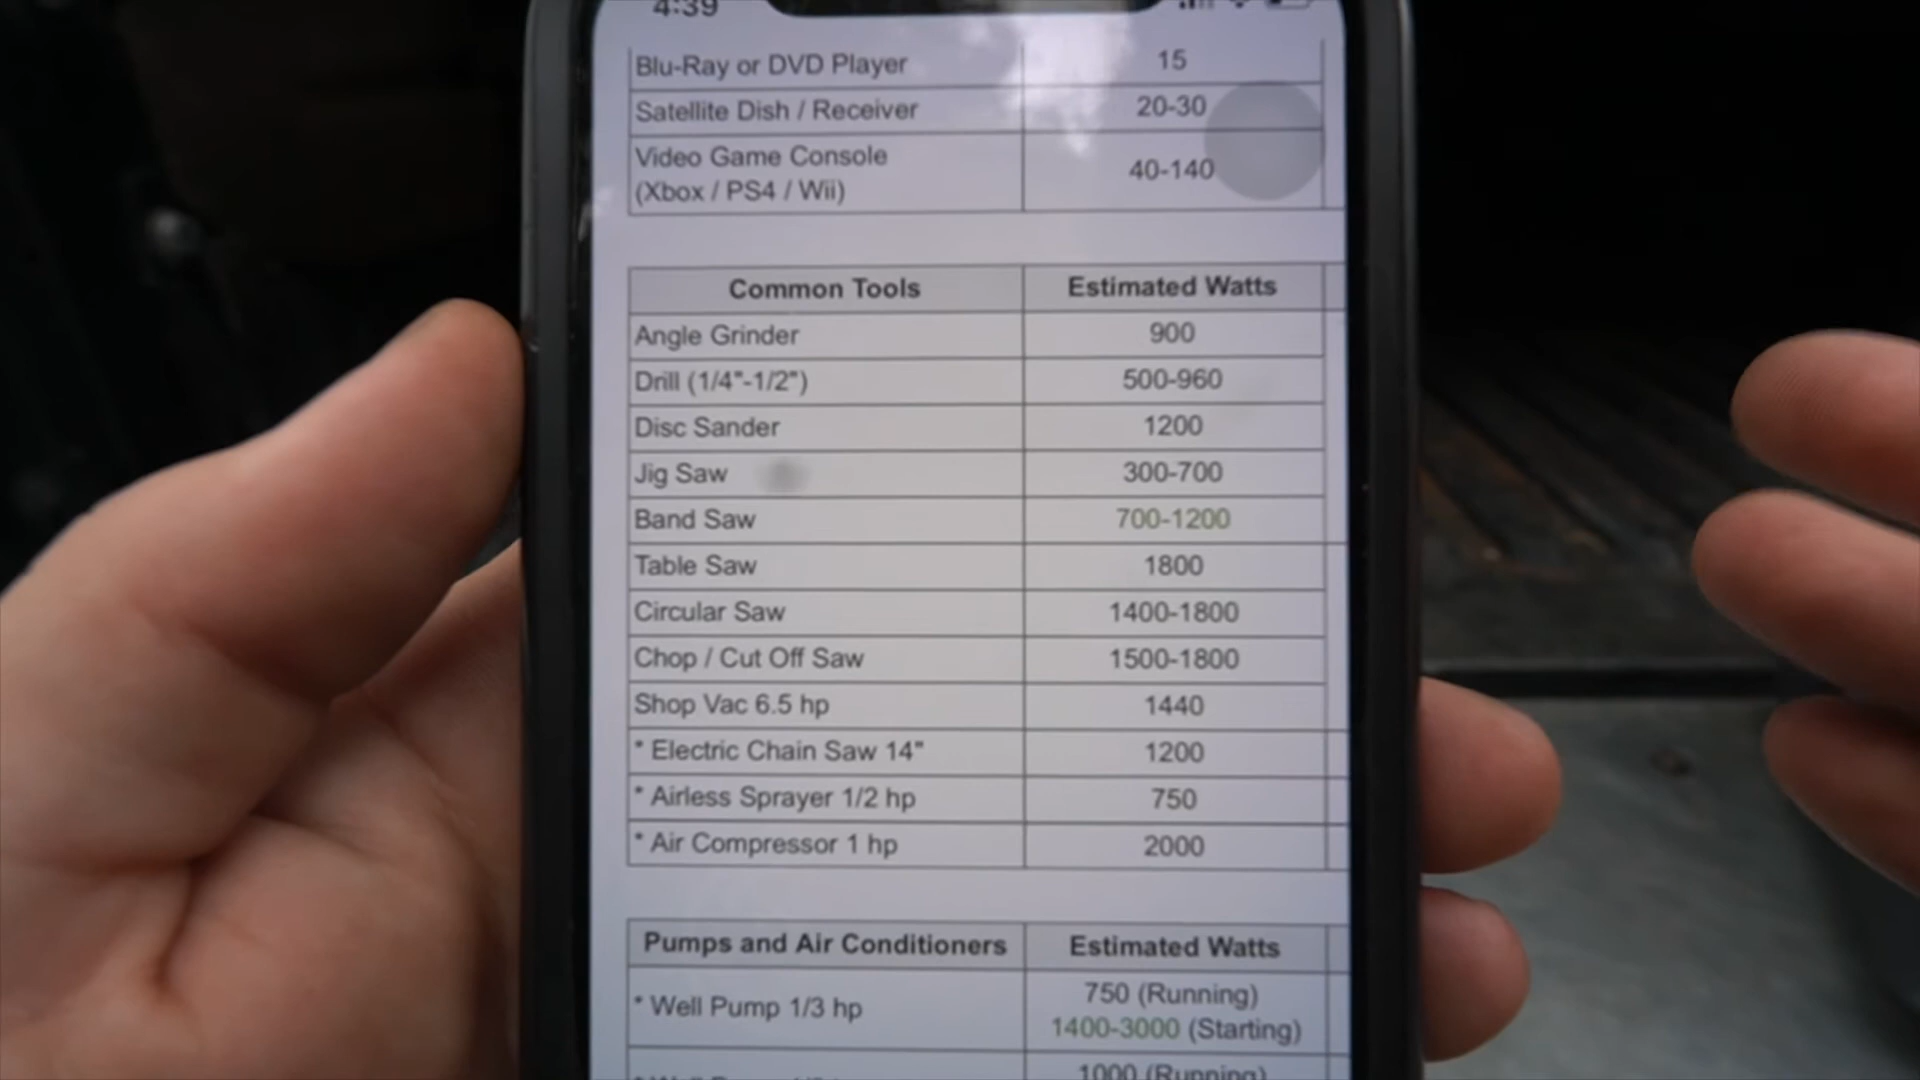 4:39
Blu-Ray or DVD Player 15
Satellite Dish / Receiver 20-30
Video Game Console
(Xbox / PS4 / Wii) 40-140
Common Tools Estimated Watts
Angle Grinder 900
Drill (1/4"-1/2") 500-960
Disc Sander 1200
Jig Saw 300-700
Band Saw 700-1200
Table Saw 1800
Circular Saw 1400-1800
Chop / Cut Off Saw 1500-1800
Shop Vac 6.5 hp 1440
* Electric Chain Saw 14" 1200
* Airless Sprayer 1/2 hp 750
* Air Compressor 1 hp 2000
Pumps and Air Conditioners Estimated Watts
* Well Pump 1/3 hp 750 (Running)
1400-3000 (Starting)
1000 (Running)